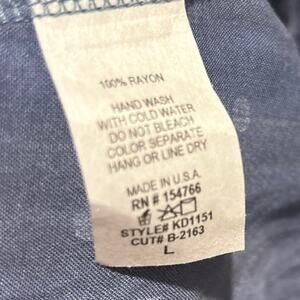 100% RAYON
HAND WASH
WITH COLD WATER
DO NOT BLEACH
COLOR SEPARATE
HANG OR LINE DRY
MADE IN U.S.A.
RN # 154766
STYLE# KD1151
CUT# B-2163
L